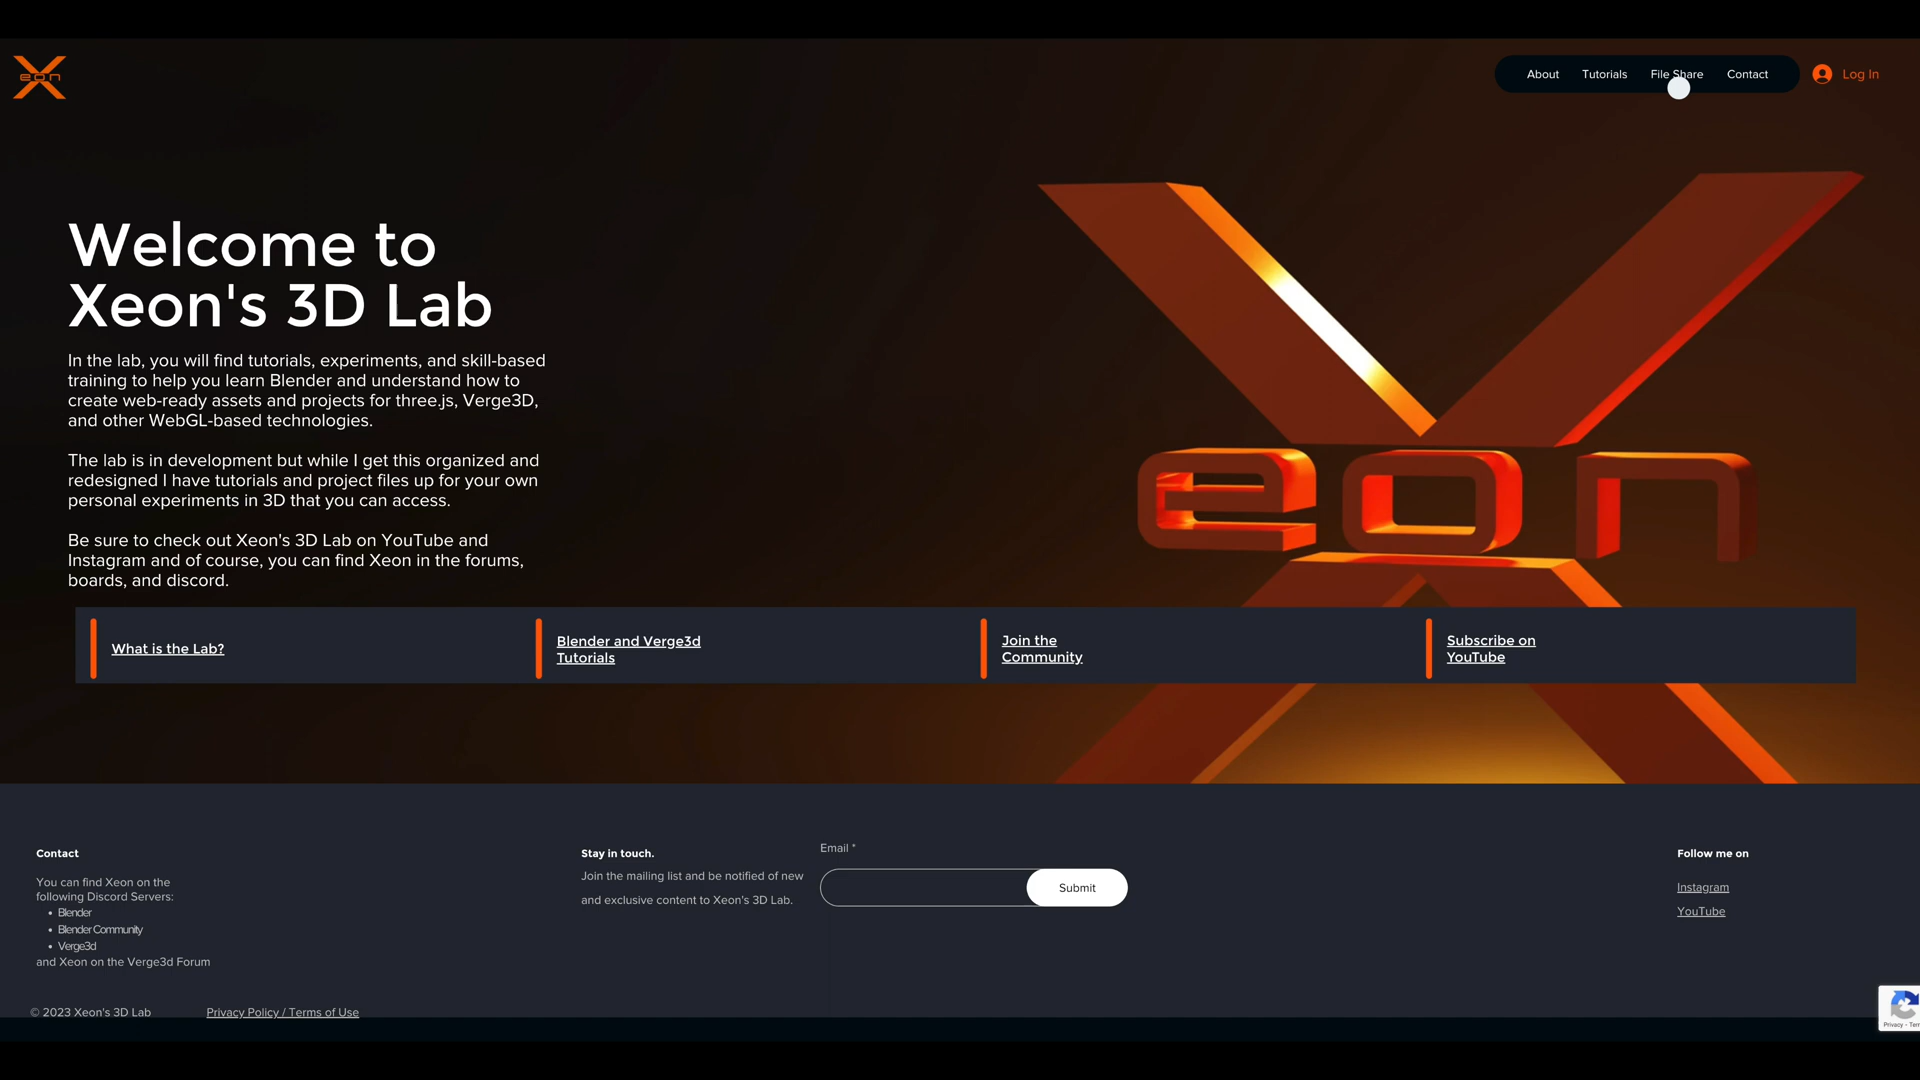 eon
About Tutorials File Share Contact Log In
Welcome to
Xeon's 3D Lab
In the lab, you will find tutorials, experiments, and skill-based
training to help you learn Blender and understand how to
create web-ready assets and projects for three.js, Verge3D,
and other WebGL-based technologies.
The lab is in development but while I get this organized and
redesigned I have tutorials and project files up for your own
personal experiments in 3D that you can access.
Be sure to check out Xeon's 3D Lab on YouTube and
Instagram and of course, you can find Xeon in the forums,
boards, and discord.
Xeon
What is the Lab?
Blender and Verge3d
Tutorials
Join the
Community
Subscribe on
YouTube
Contact
You can find Xeon on the
following Discord Servers:
• Blender
• Blender Community
• Verge3d
and Xeon on the Verge3d Forum
Stay in touch.
Join the mailing list and be notified of new
and exclusive content to Xeon's 3D Lab.
Email *
Submit
Follow me on
Instagram
YouTube
© 2023 Xeon's 3D Lab Privacy Policy / Terms of Use
Privacy - Ter